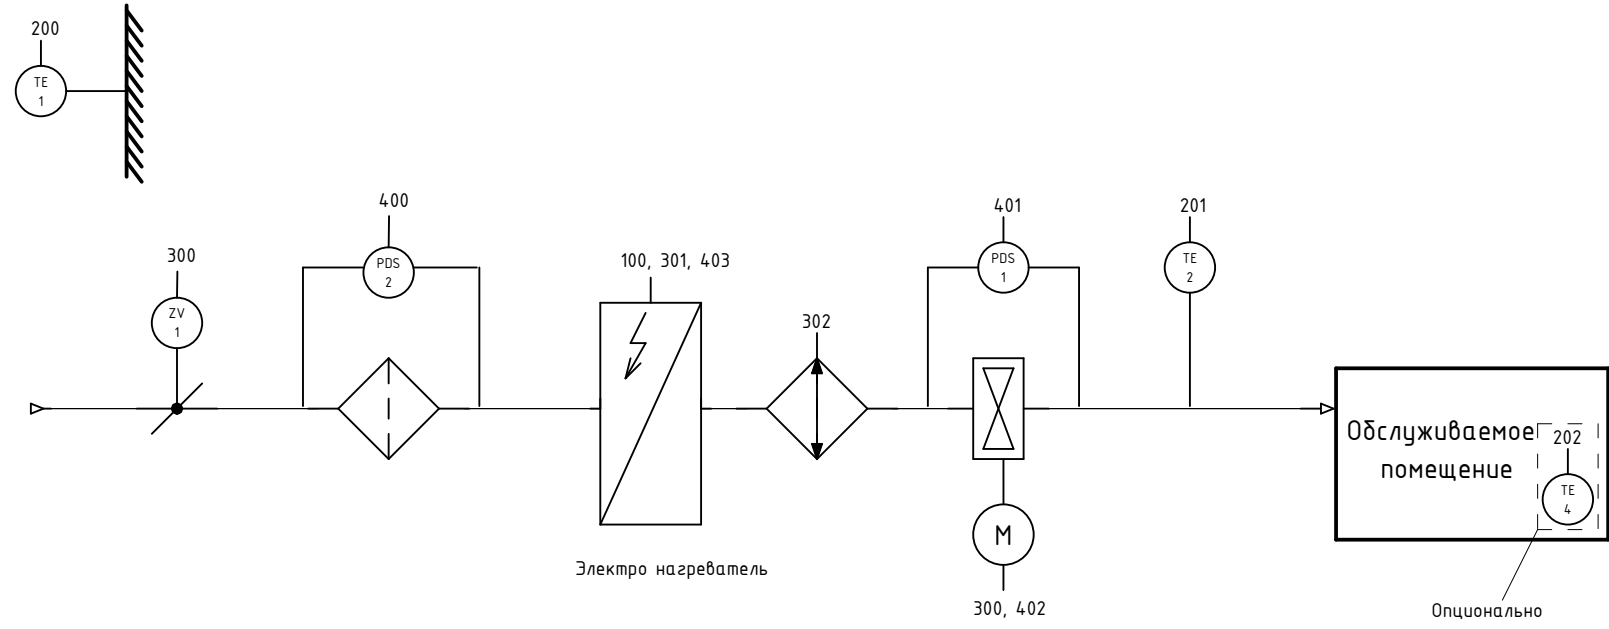 200
TE
1
300
ZV
1
400
PDS
2
100, 301, 403
Электро нагреватель
302
401
PDS
1
M
300, 402
201
TE
2
Обслуживаемое
помещение
202
TE
4
Опционально